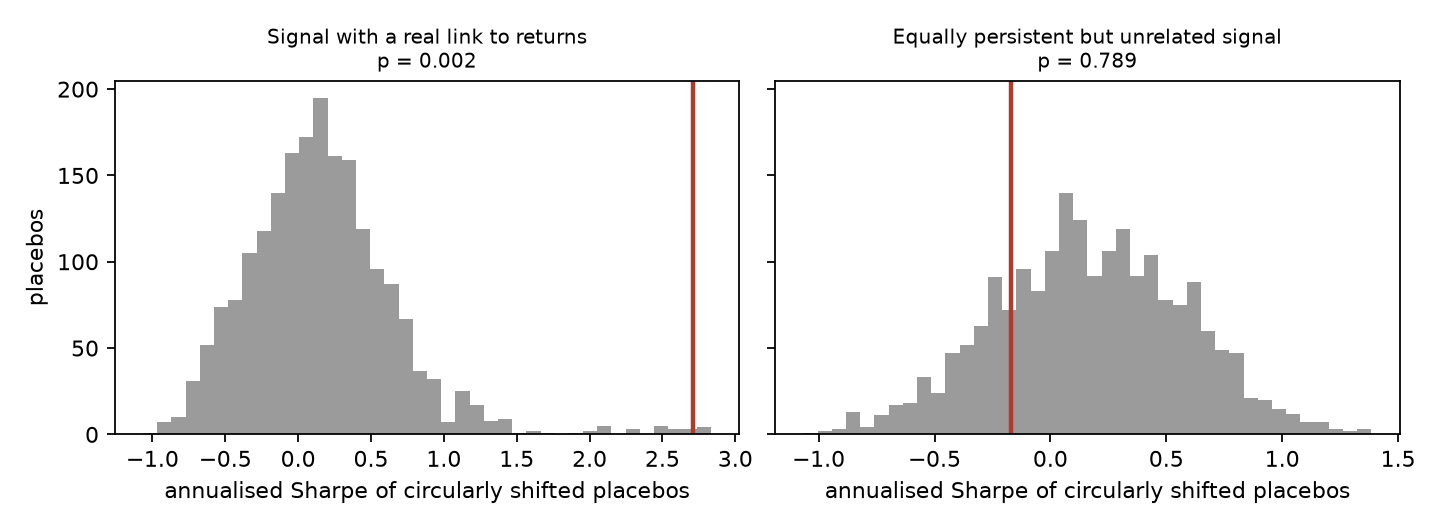 Signal with a real link to returns
p = 0.002
Equally persistent but unrelated signal
p = 0.789
placebos
200
150
100
50
0
−1.0 −0.5 0.0 0.5 1.0 1.5 2.0 2.5 3.0
−1.0 −0.5 0.0 0.5 1.0 1.5
annualised Sharpe of circularly shifted placebos
annualised Sharpe of circularly shifted placebos